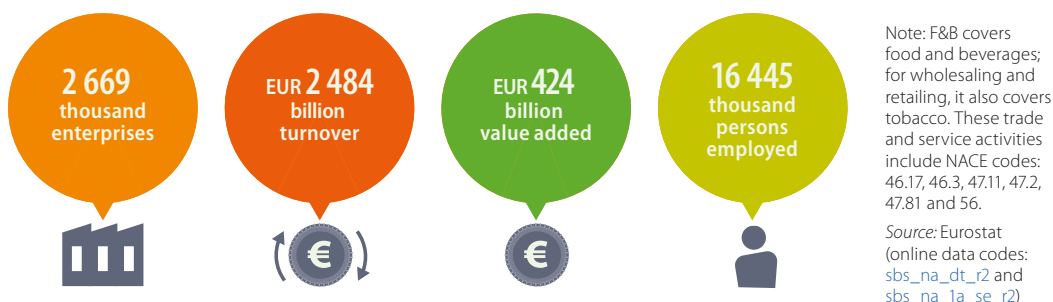 2 669
thousand
enterprises
EUR 2 484
billion
turnover
EUR 424
billion
value added
16 445
thousand
persons
employed
€
€
Note: F&B covers
food and beverages;
for wholesaling and
retailing, it also covers
tobacco. These trade
and service activities
include NACE codes:
46.17, 46.3, 47.11, 47.2,
47.81 and 56.
Source: Eurostat
(online data codes:
sbs_na_dt_r2 and
sbs_na_1a_se_r2)